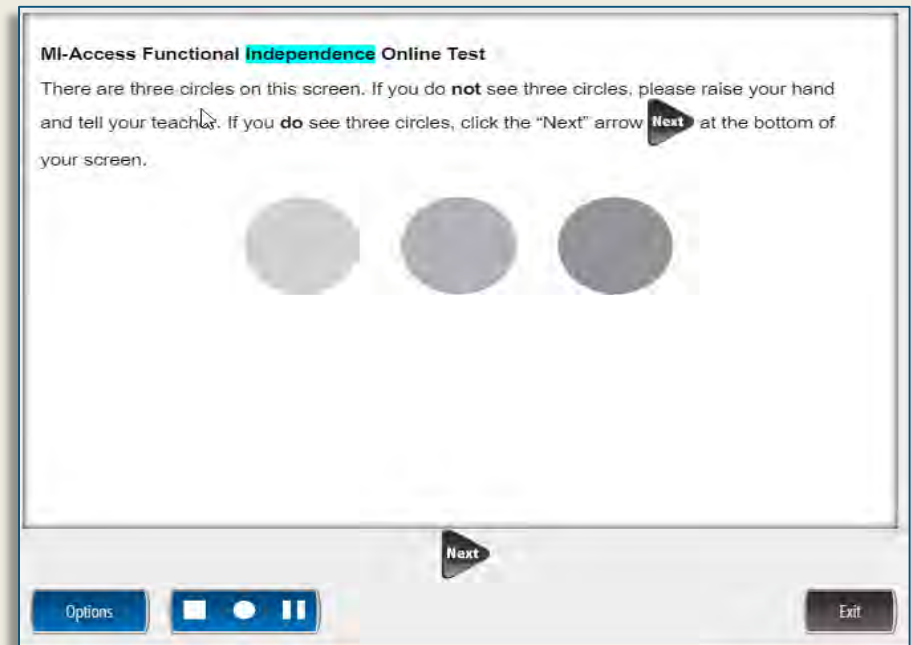 MI-Access Functional Independence Online Test
There are three circles on this screen. If you do not see three circles, please raise your hand
and tell your teacher. If you do see three circles, click the “Next” arrow Next at the bottom of
your screen.
Next
Options
Exit